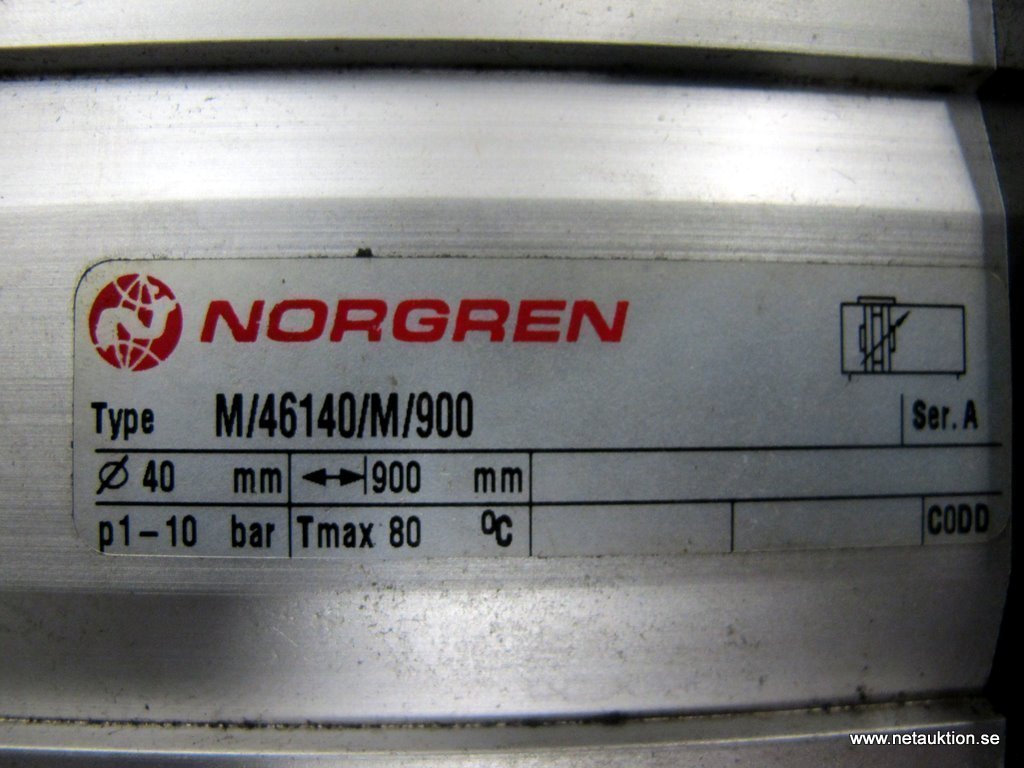 NORGREN
Type M/46140/M/900 Ser. A
Ø 40 mm 900 mm
p1-10 bar Tmax 80 °C CODD
www.netauktion.se